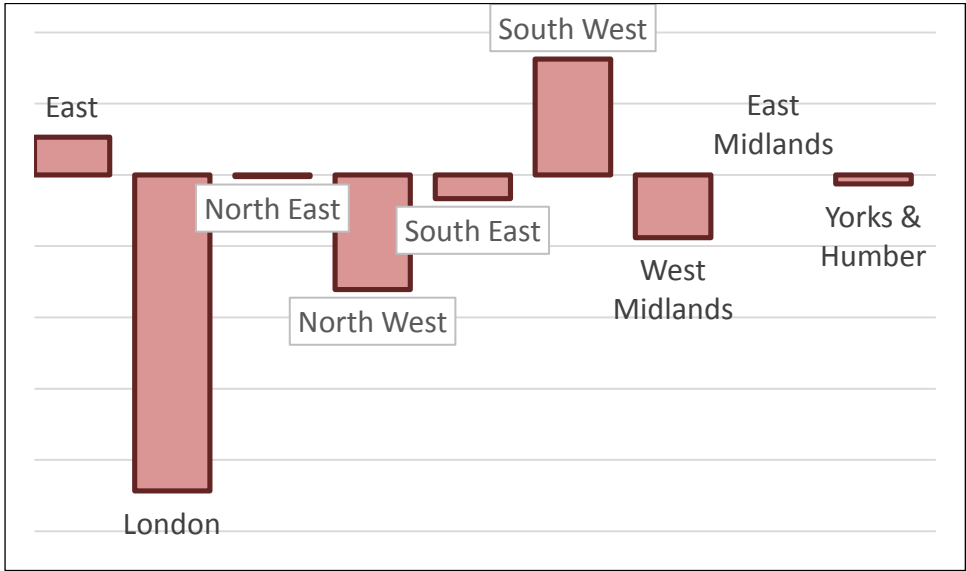 South West
East
East
Midlands
North East
South East
Yorks &
Humber
West
Midlands
North West
London